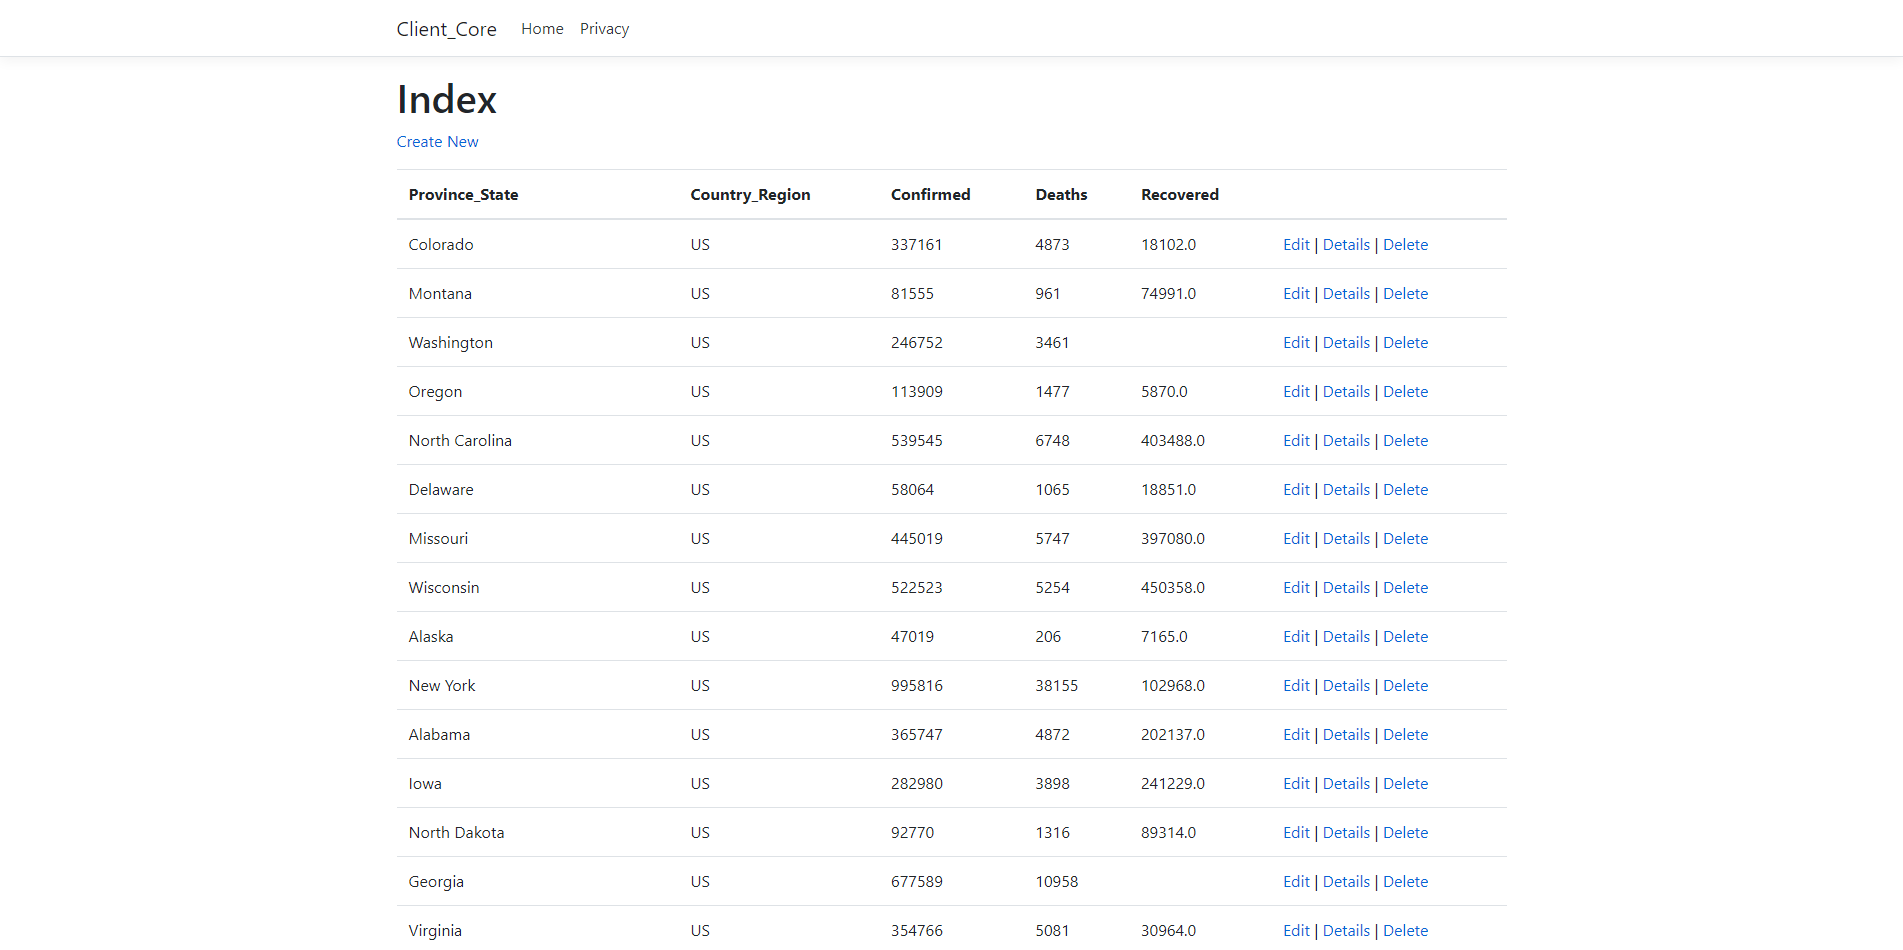 Client_Core Home Privacy
Index
Create New
Province_State Country_Region Confirmed Deaths Recovered
Colorado US 337161 4873 18102.0 Edit | Details | Delete
Montana US 81555 961 74991.0 Edit | Details | Delete
Washington US 246752 3461 Edit | Details | Delete
Oregon US 113909 1477 5870.0 Edit | Details | Delete
North Carolina US 539545 6748 403488.0 Edit | Details | Delete
Delaware US 58064 1065 18851.0 Edit | Details | Delete
Missouri US 445019 5747 397080.0 Edit | Details | Delete
Wisconsin US 522523 5254 450358.0 Edit | Details | Delete
Alaska US 47019 206 7165.0 Edit | Details | Delete
New York US 995816 38155 102968.0 Edit | Details | Delete
Alabama US 365747 4872 202137.0 Edit | Details | Delete
Iowa US 282980 3898 241229.0 Edit | Details | Delete
North Dakota US 92770 1316 89314.0 Edit | Details | Delete
Georgia US 677589 10958 Edit | Details | Delete
Virginia US 354766 5081 30964.0 Edit | Details | Delete